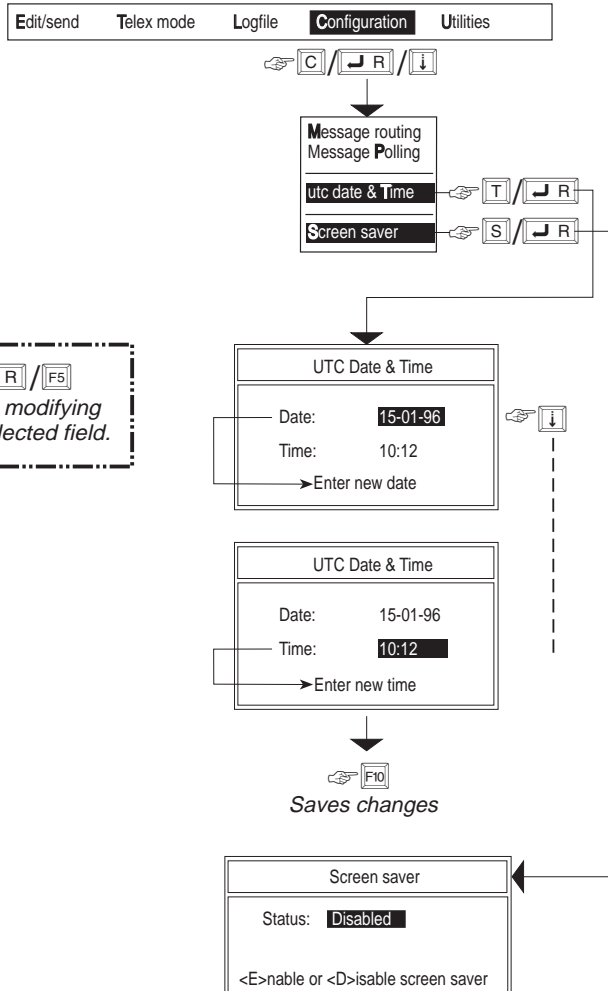 Edit/send Telex mode Logfile Configuration Utilities
C / R / ↓
Message routing
Message Polling
utc date & Time T / R
Screen saver S / R
UTC Date & Time
R / F5
modifying
lected field.
Date: 15-01-96
Time: 10:12
Enter new date
↓
UTC Date & Time
Date: 15-01-96
Time: 10:12
Enter new time
F10
Saves changes
Screen saver
Status: Disabled
<E>nable or <D>isable screen saver